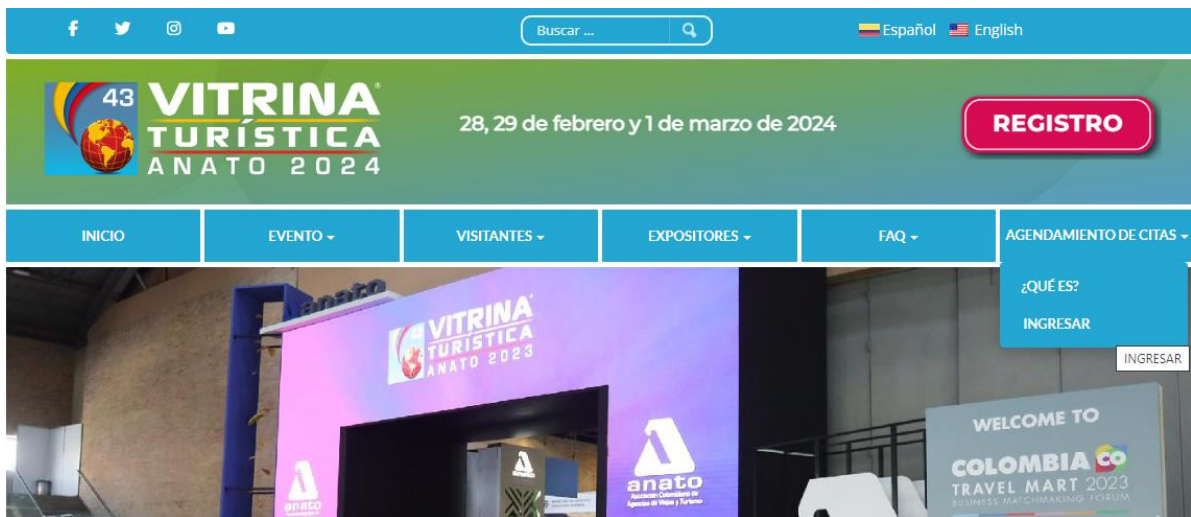 Buscar ...
Español
English
43
VITRINA
TURÍSTICA
ANATO 2024
28, 29 de febrero y 1 de marzo de 2024
REGISTRO
INICIO
EVENTO
VISITANTES
EXPOSITORES
FAQ
AGENDAMIENTO DE CITAS
¿QUÉ ES?
INGRESAR
INGRESAR
anato
VITRINA
TURÍSTICA
ANATO 2023
anato
anato
Asociación Colombiana de
Agencias de Viajes y Turismo
WELCOME TO
COLOMBIA CO
TRAVEL MART 2023
BUSINESS MATCHMAKING FORUM